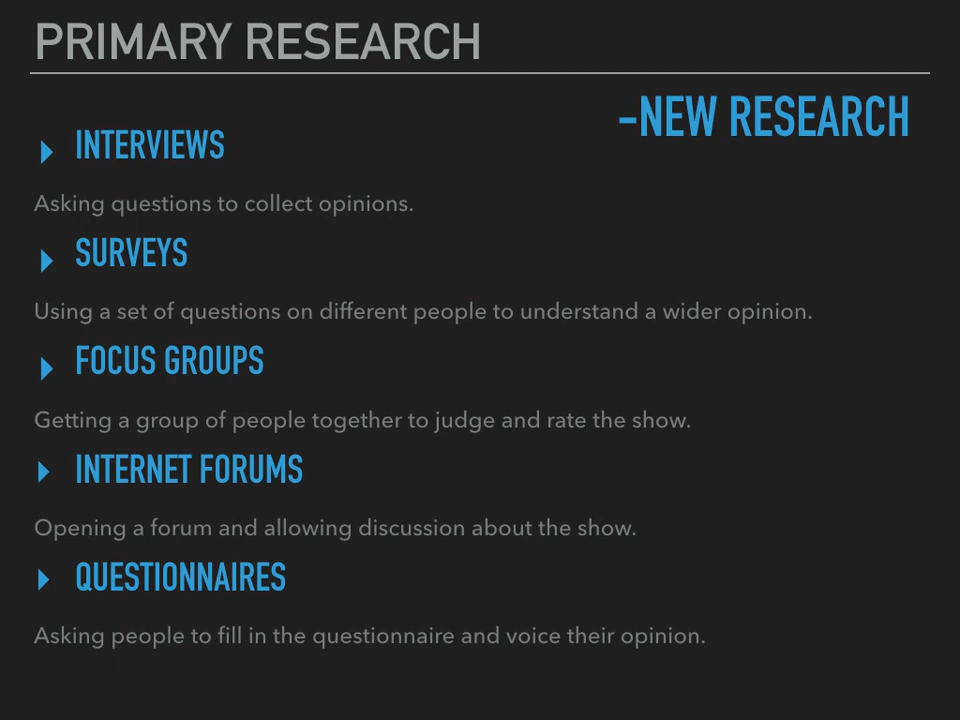 PRIMARY RESEARCH
-NEW RESEARCH
▸ INTERVIEWS
Asking questions to collect opinions.
▸ SURVEYS
Using a set of questions on different people to understand a wider opinion.
▸ FOCUS GROUPS
Getting a group of people together to judge and rate the show.
▸ INTERNET FORUMS
Opening a forum and allowing discussion about the show.
▸ QUESTIONNAIRES
Asking people to fill in the questionnaire and voice their opinion.